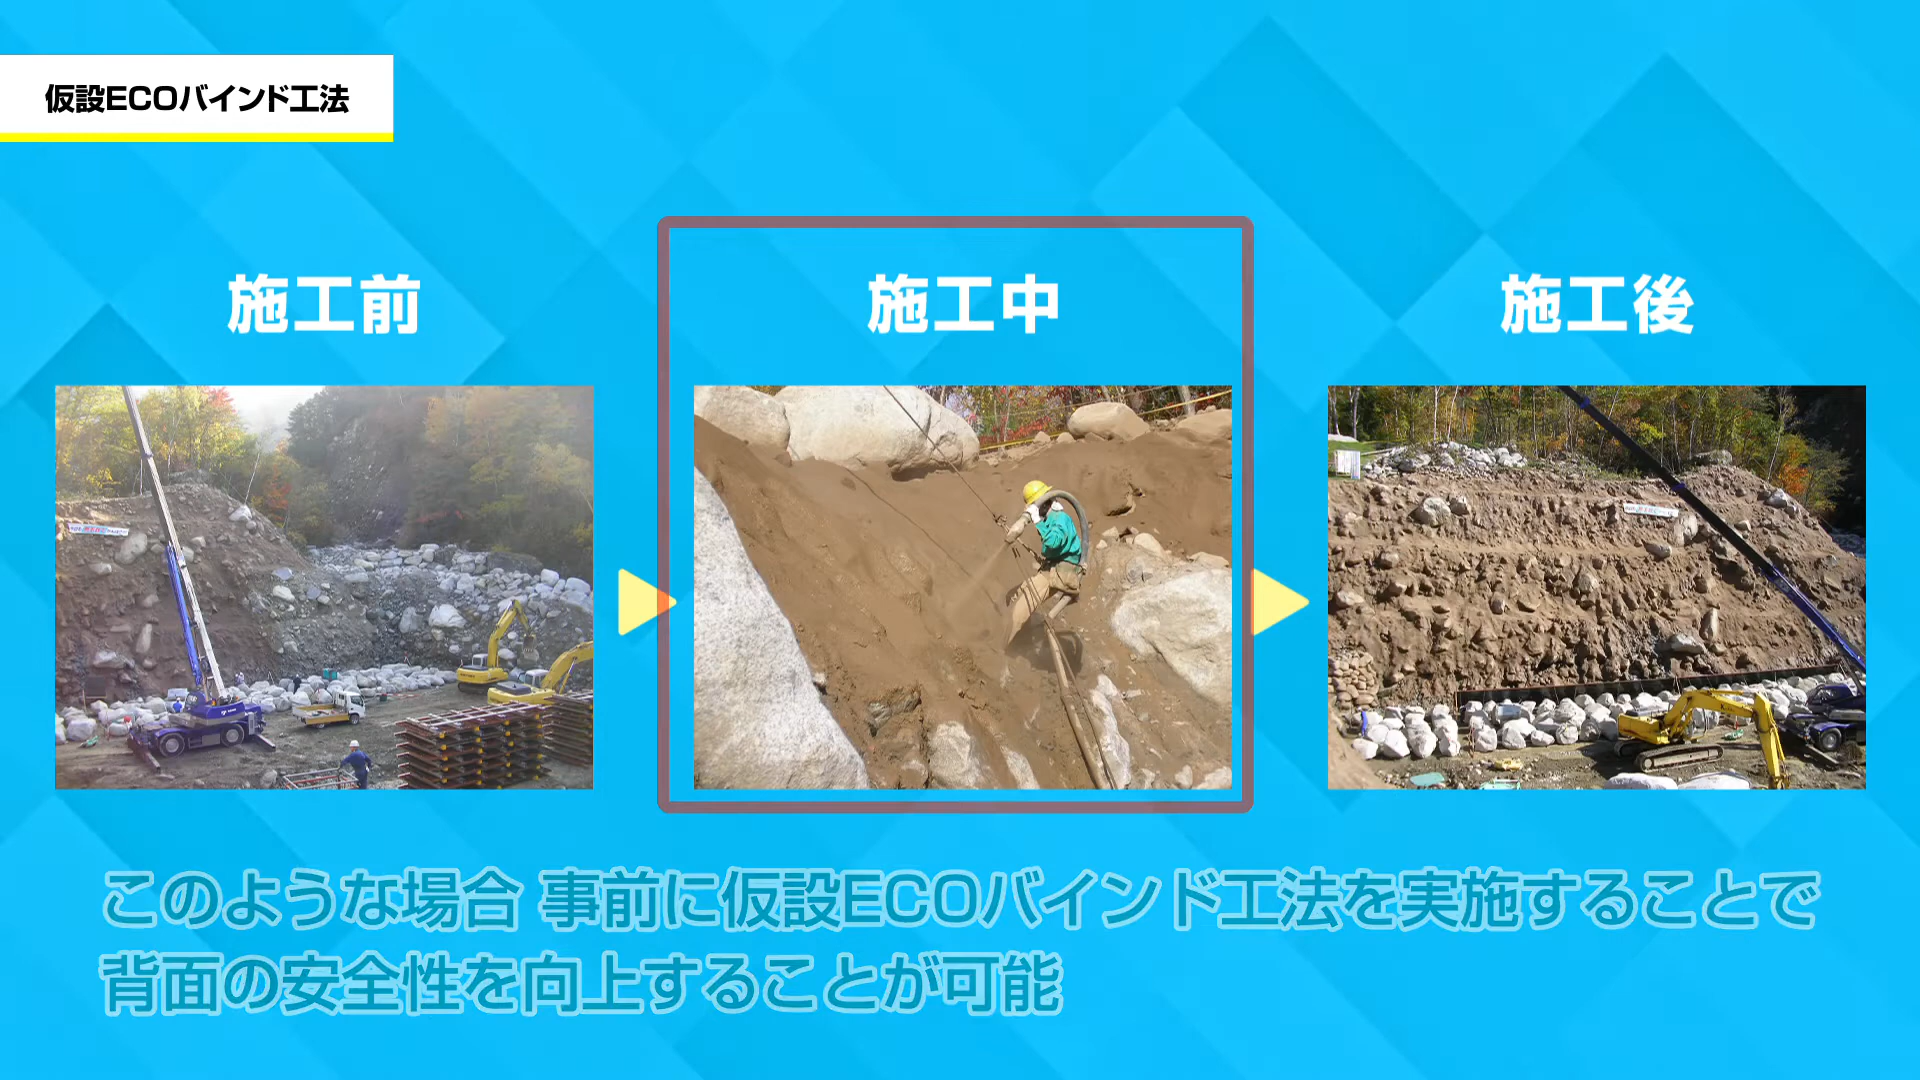 仮設ECOバインド工法
施工前
施工中
施工後
このような場合 事前に仮設ECOバインド工法を実施することで
背面の安全性を向上することが可能